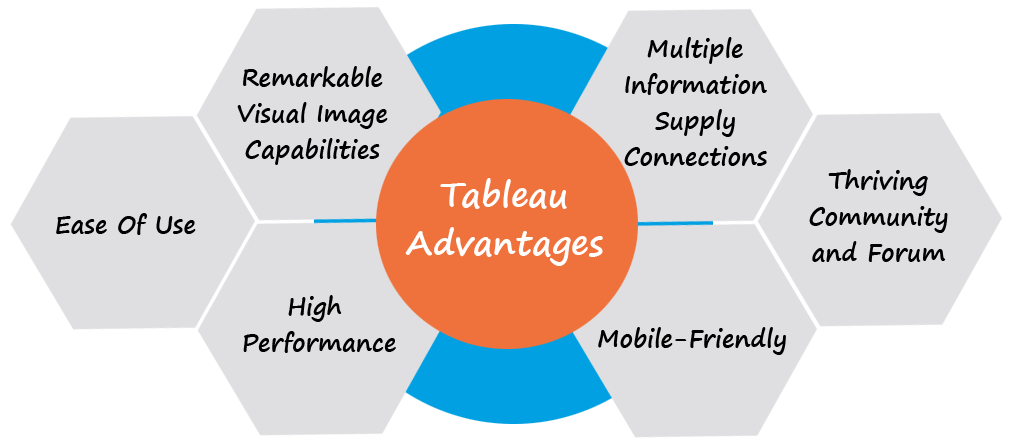 Remarkable
Visual Image
Capabilities
Multiple
Information
Supply
Connections
Ease Of Use
Tableau
Advantages
Thriving
Community
and Forum
High
Performance
Mobile-Friendly